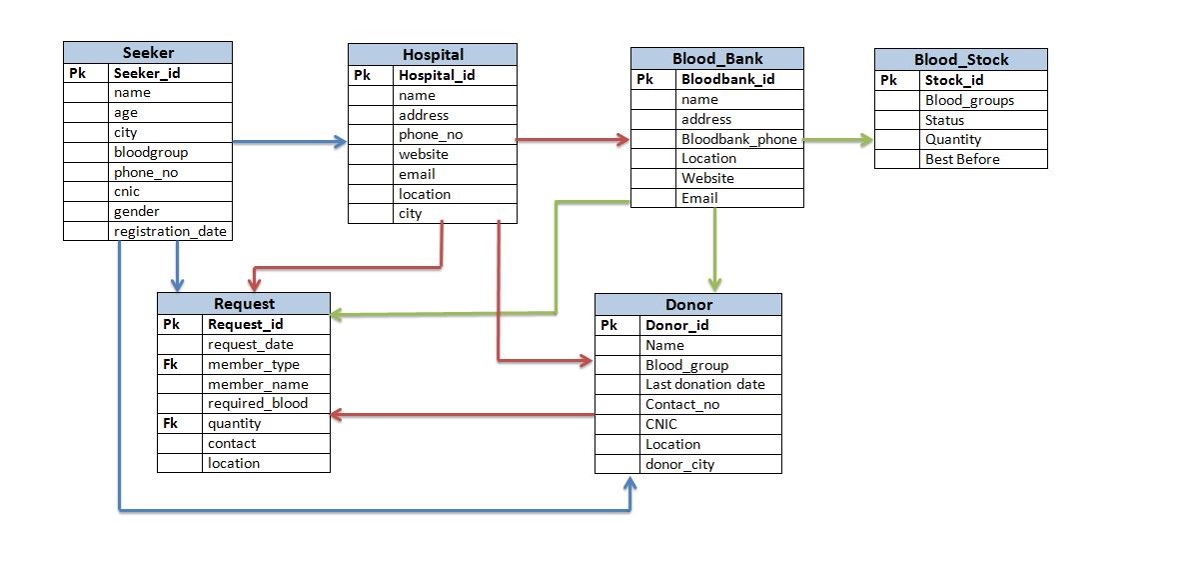 Seeker
Pk Seeker_id
name
age
city
bloodgroup
phone_no
cnic
gender
registration_date
Hospital
Pk Hospital_id
name
address
phone_no
website
email
location
city
Blood_Bank
Pk Bloodbank_id
name
address
Bloodbank_phone
Location
Website
Email
Blood_Stock
Pk Stock_id
Blood_groups
Status
Quantity
Best Before
Request
Pk Request_id
request_date
Fk member_type
member_name
required_blood
Fk quantity
contact
location
Donor
Pk Donor_id
Name
Blood_group
Last donation date
Contact_no
CNIC
Location
donor_city